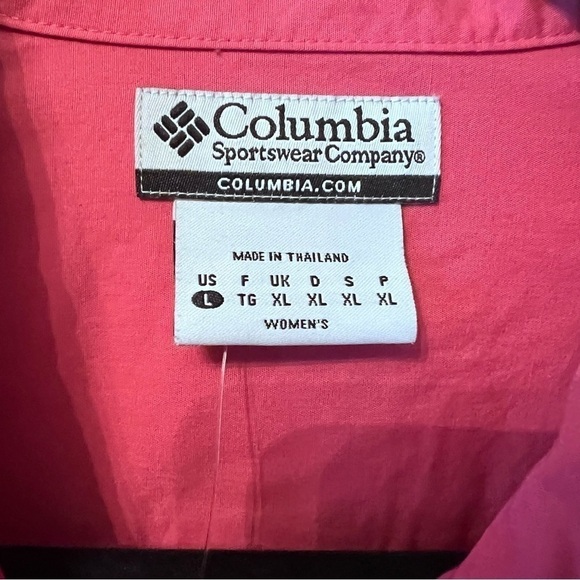 Columbia
Sportswear Company®
COLUMBIA.COM
MADE IN THAILAND
US F UK D S P
L TG XL XL XL XL
WOMEN'S